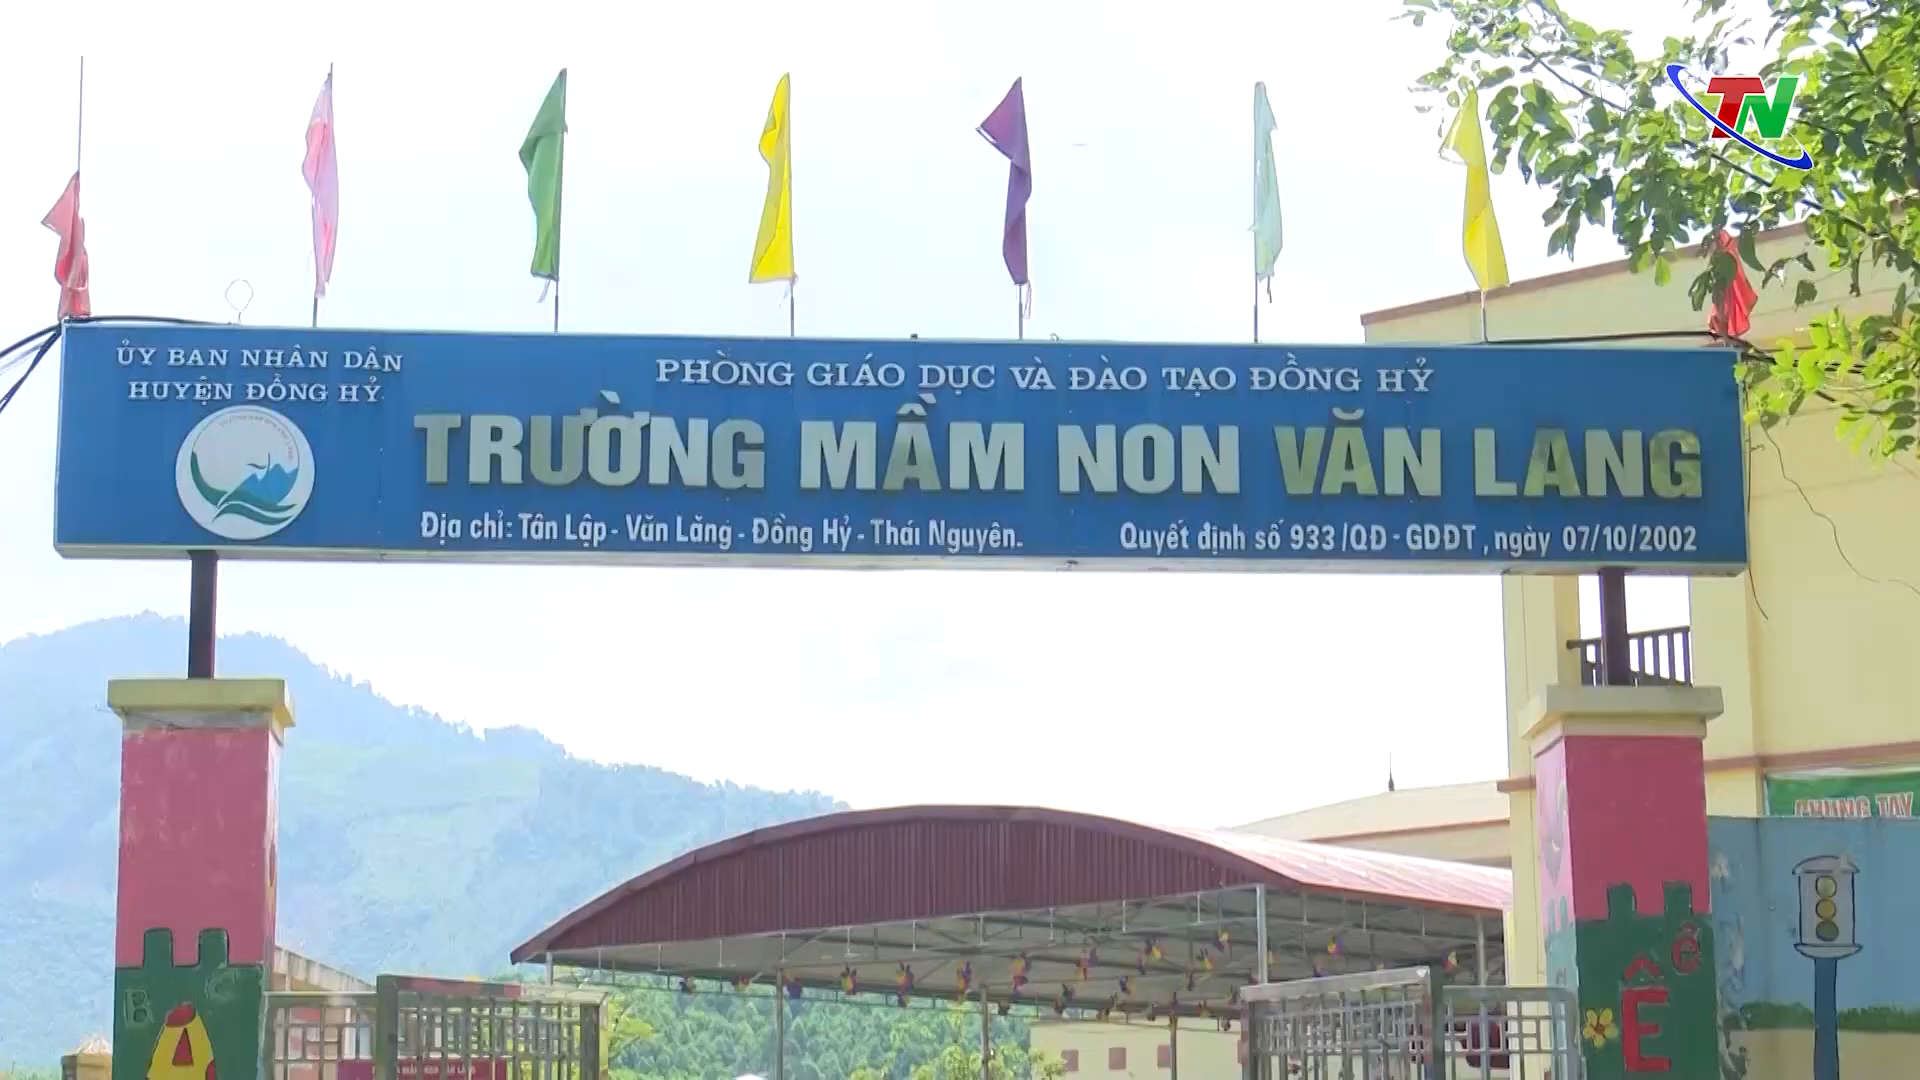 TN
ỦY BAN NHÂN DÂN
HUYỆN ĐỒNG HỶ
PHÒNG GIÁO DỤC VÀ ĐÀO TẠO ĐỒNG HỶ
TRƯỜNG MẦM NON VĂN LANG
Địa chỉ: Tân Lập - Văn Lăng - Đồng Hỷ - Thái Nguyên.
Quyết định số 933/QĐ - GDĐT, ngày 07/10/2002
CHUNG TAY
B
C
A
Ê
ê